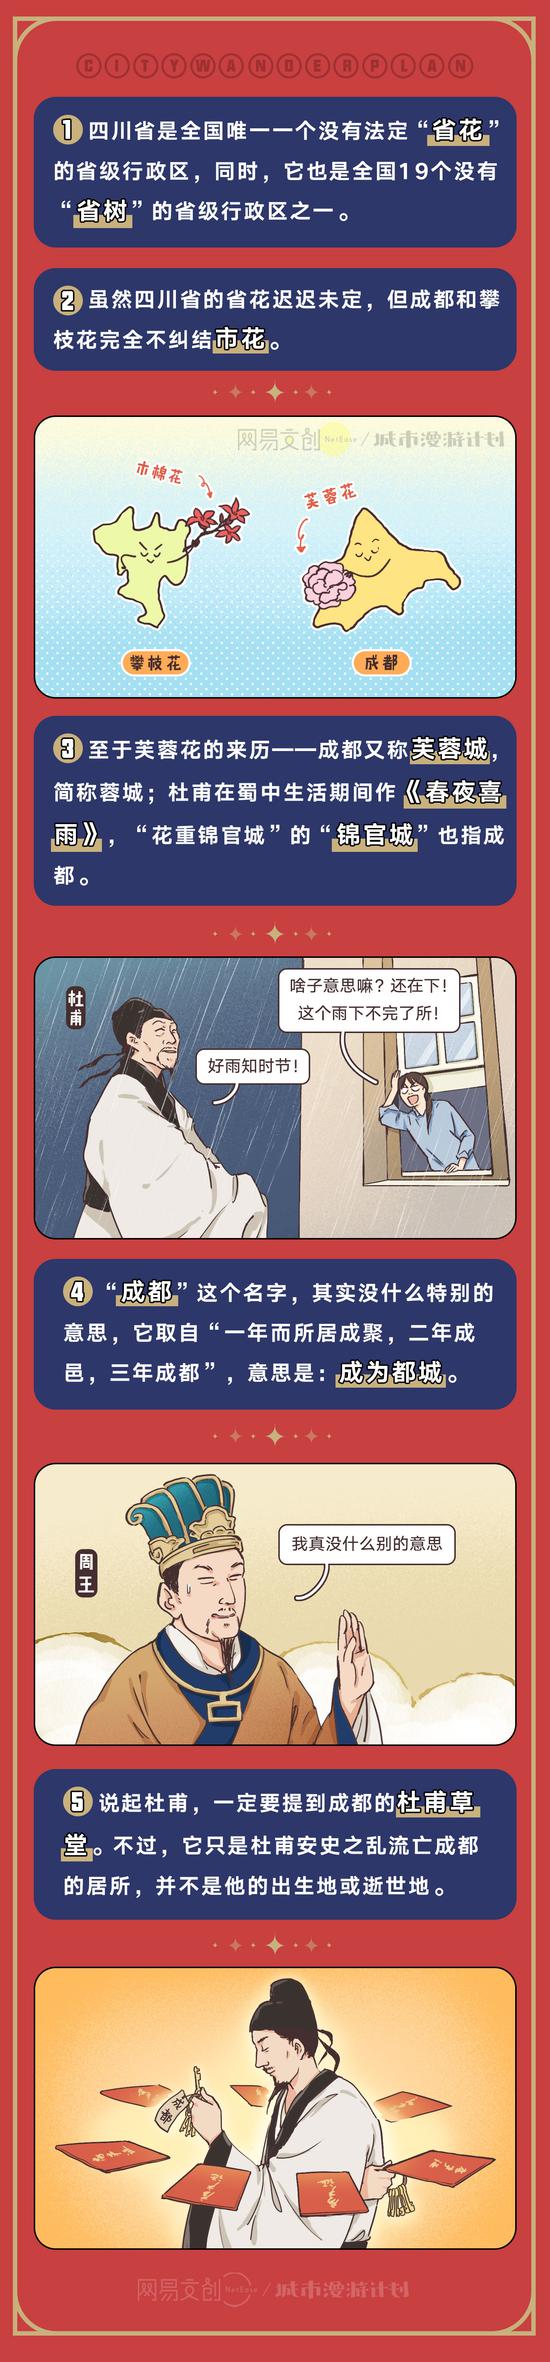 CITYWANDERPLAN
1 四川省是全国唯一一个没有法定“省花”
的省级行政区，同时，它也是全国19个没有
“省树”的省级行政区之一。
2 虽然四川省的省花迟迟未定，但成都和攀
枝花完全不纠结市花。
网易文创 NetEase / 城市漫游计划
木棉花
芙蓉花
攀枝花
成都
3 至于芙蓉花的来历——成都又称芙蓉城，
简称蓉城；杜甫在蜀中生活期间作《春夜喜
雨》，“花重锦官城”的“锦官城”也指成
都。
杜甫
啥子意思嘛？还在下！
这个雨下不完了所！
好雨知时节！
4 “成都”这个名字，其实没什么特别的
意思，它取自“一年而所居成聚，二年成
邑，三年成都”，意思是：成为都城。
周王
我真没什么别的意思
5 说起杜甫，一定要提到成都的杜甫草
堂。不过，它只是杜甫安史之乱流亡成都
的居所，并不是他的出生地或逝世地。
成都
网易文创 NetEase / 城市漫游计划